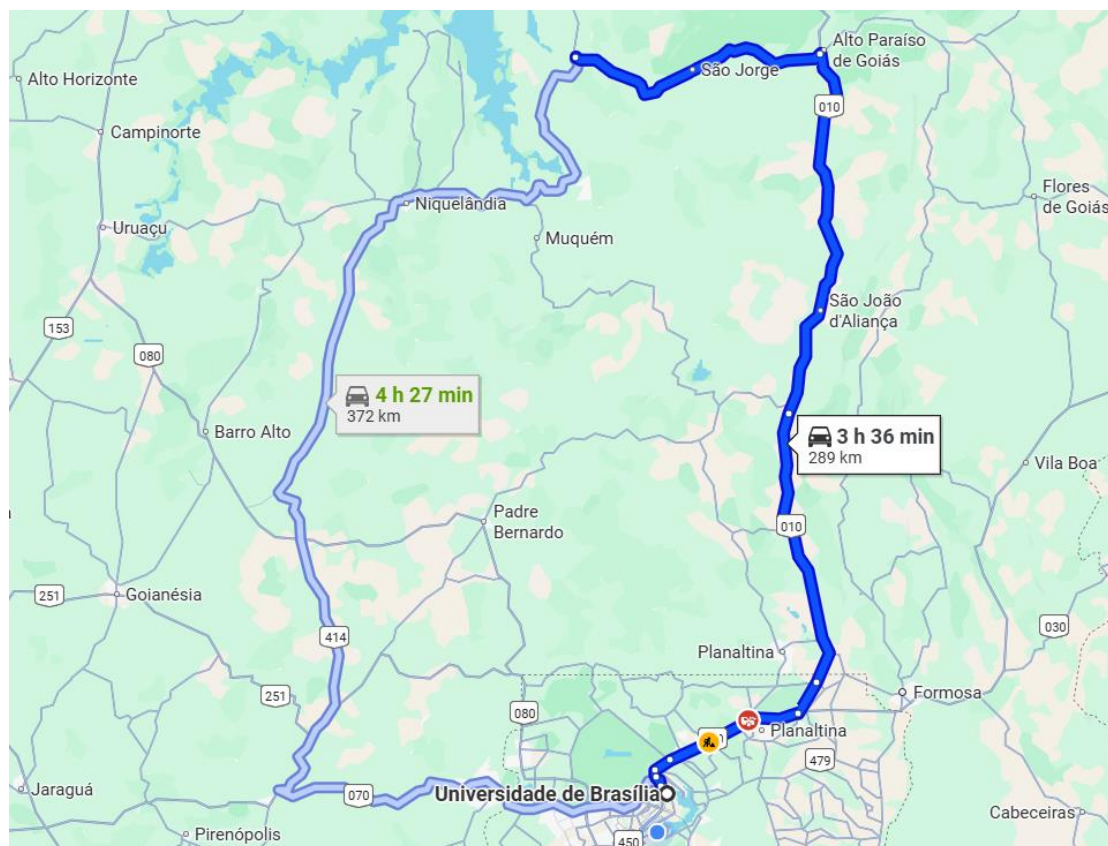 Alto Horizonte
São Jorge
Alto Paraíso
de Goiás
010
Campinorte
Niquelândia
Flores
de Goiás
Uruaçu
Muquém
São João
d'Aliança
153
080
4 h 27 min
372 km
Barro Alto
3 h 36 min
289 km
Vila Boa
Padre
Bernardo
010
251
Goianésia
414
030
Planaltina
251
Formosa
080
Planaltina
479
Jaraguá
070
Universidade de Brasília
Cabeceiras
Pirenópolis
450